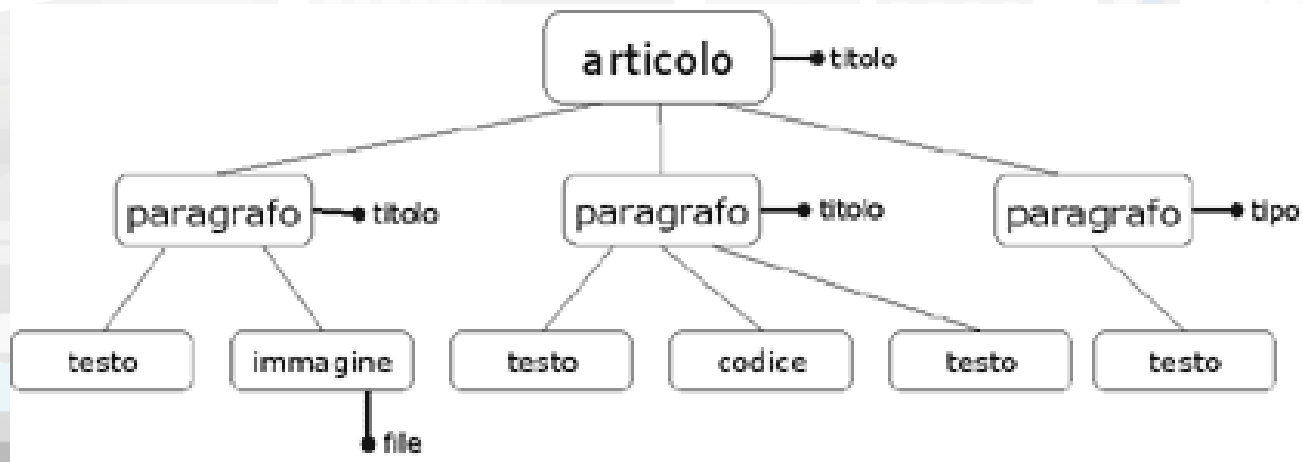 articolo titolo
paragrafo titolo paragrafo titolo paragrafo tipo
testo immagine testo codice testo testo
file